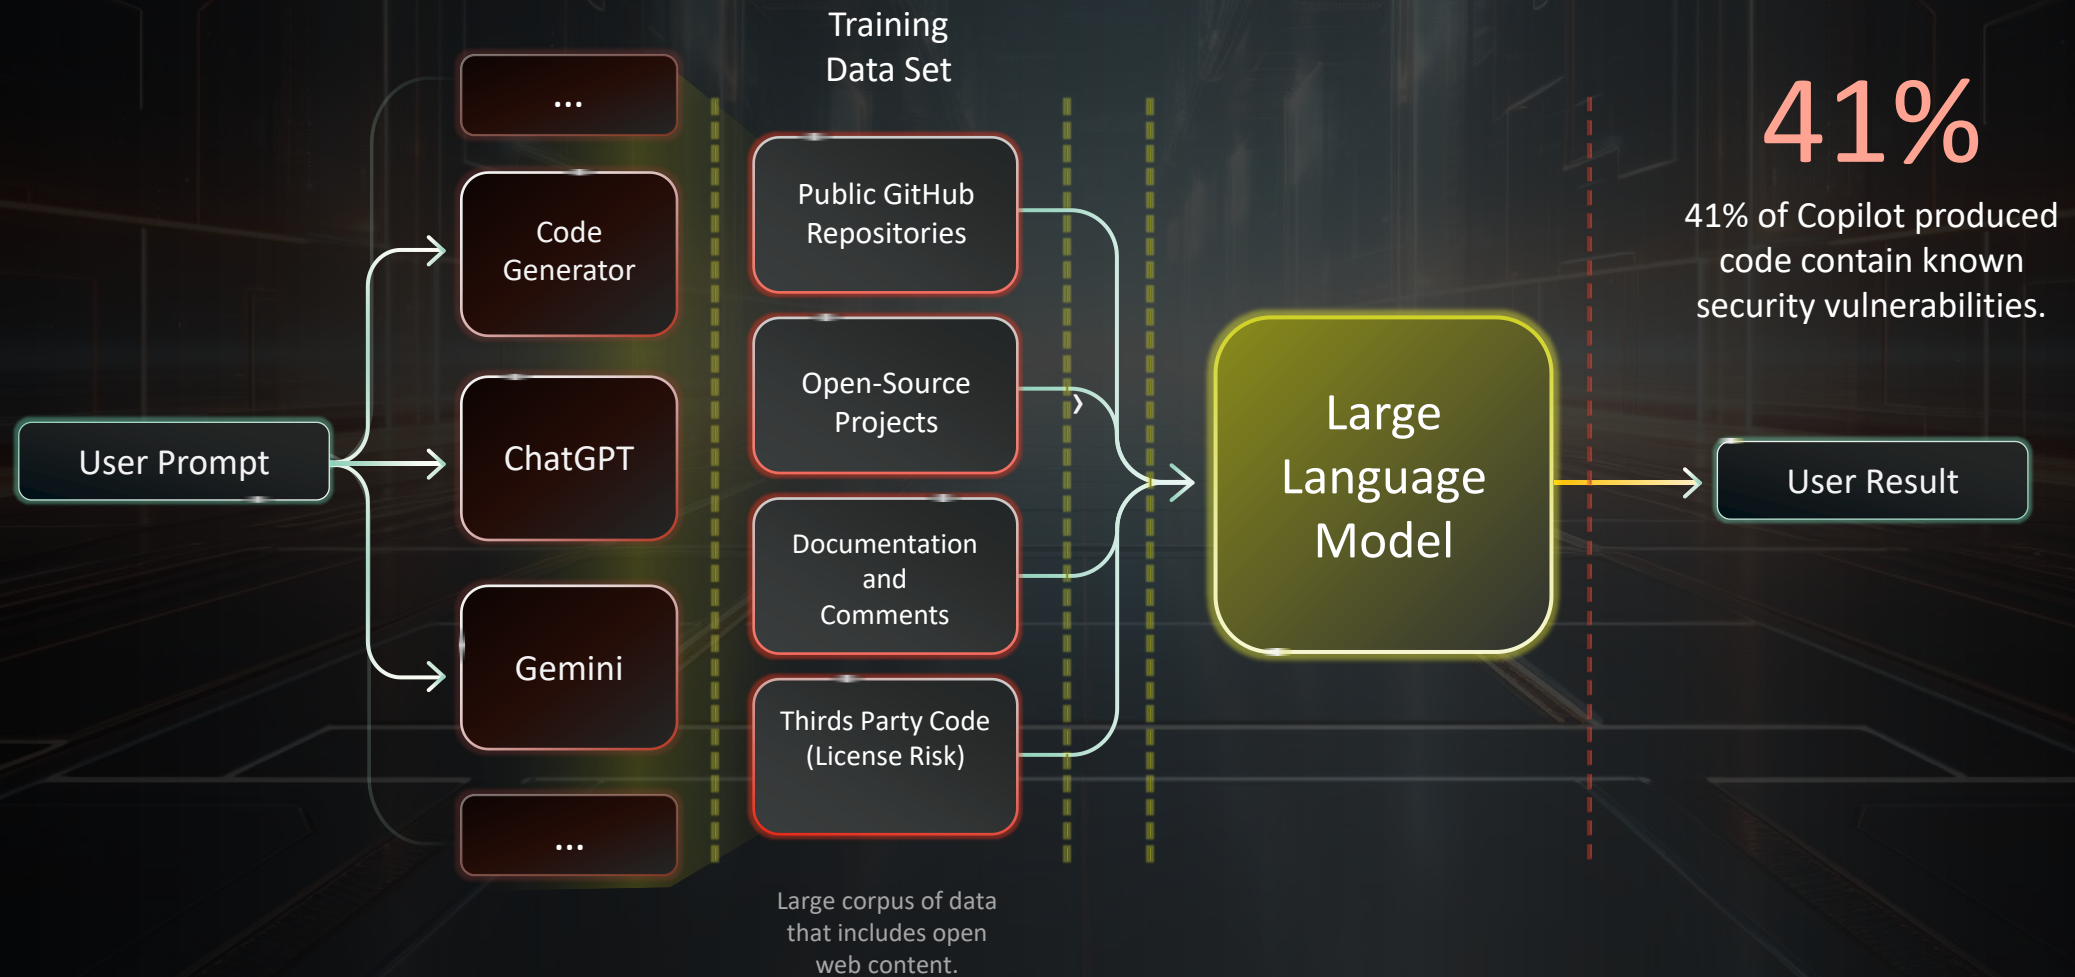 User Prompt
...
Code
Generator
ChatGPT
Gemini
...
Training
Data Set
Public GitHub
Repositories
Open-Source
Projects
Documentation
and
Comments
Thirds Party Code
(License Risk)
Large corpus of data
that includes open
web content.
Large
Language
Model
41%
41% of Copilot produced
code contain known
security vulnerabilities.
User Result